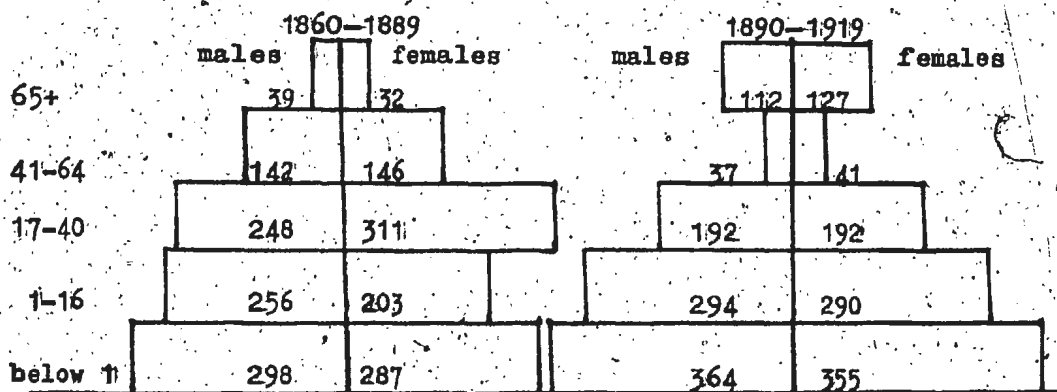 1860-1889 1890-1919
males females males females
65+ 39 32 112 127
41-64 142 146 37 41
17-40 248 311 192 192
1-16 256 203 294 290
below 1 298 287 364 355